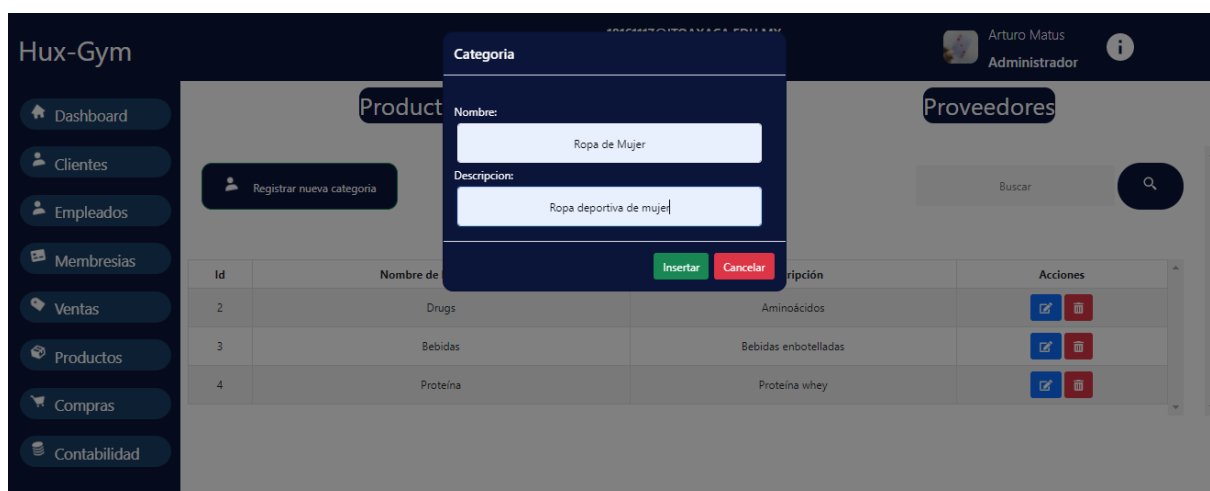 Hux-Gym
Arturo Matus
Administrador
Categoria
Dashboard
Clientes
Empleados
Membresias
Ventas
Productos
Compras
Contabilidad
Product
Proveedores
Nombre:
Ropa de Mujer
Descripcion:
Ropa deportiva de mujer
Registrar nueva categoria
Buscar
Insertar Cancelar
Id Nombre de ripción Acciones
2 Drugs Aminoácidos
3 Bebidas Bebidas enbotelladas
4 Proteína Proteína whey